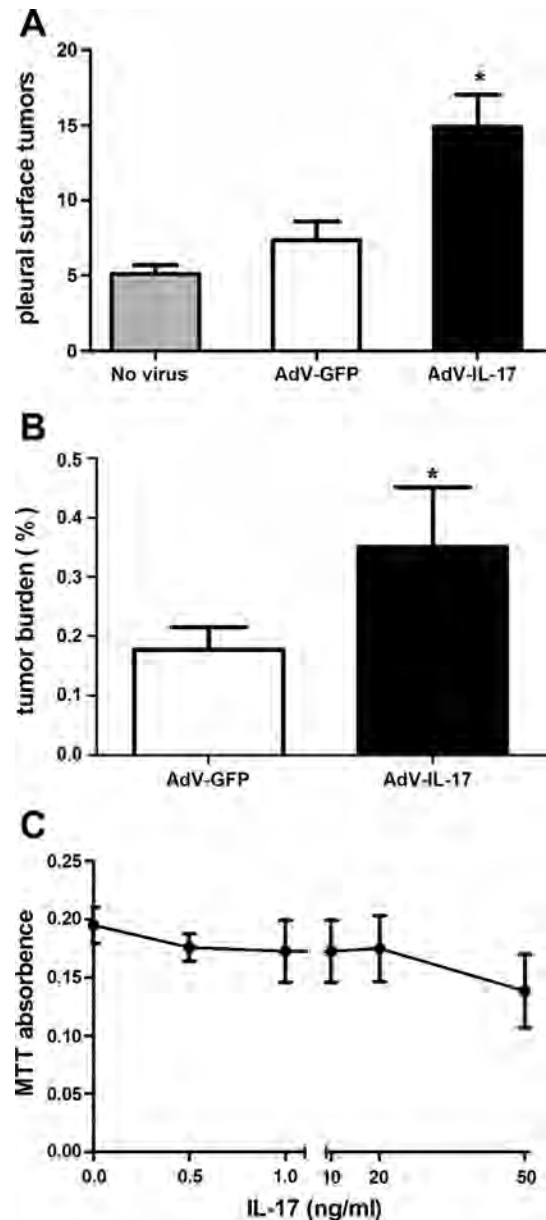 A
pleural surface tumors
20
15
10
5
0
*
No virus AdV-GFP AdV-IL-17
B
tumor burden ( % )
0.5
0.4
0.3
0.2
0.1
0.0
*
AdV-GFP AdV-IL-17
C
MTT absorbence
0.25
0.20
0.15
0.10
0.05
0.00
0.0 0.5 1.0 10 20 50
IL-17 (ng/ml)